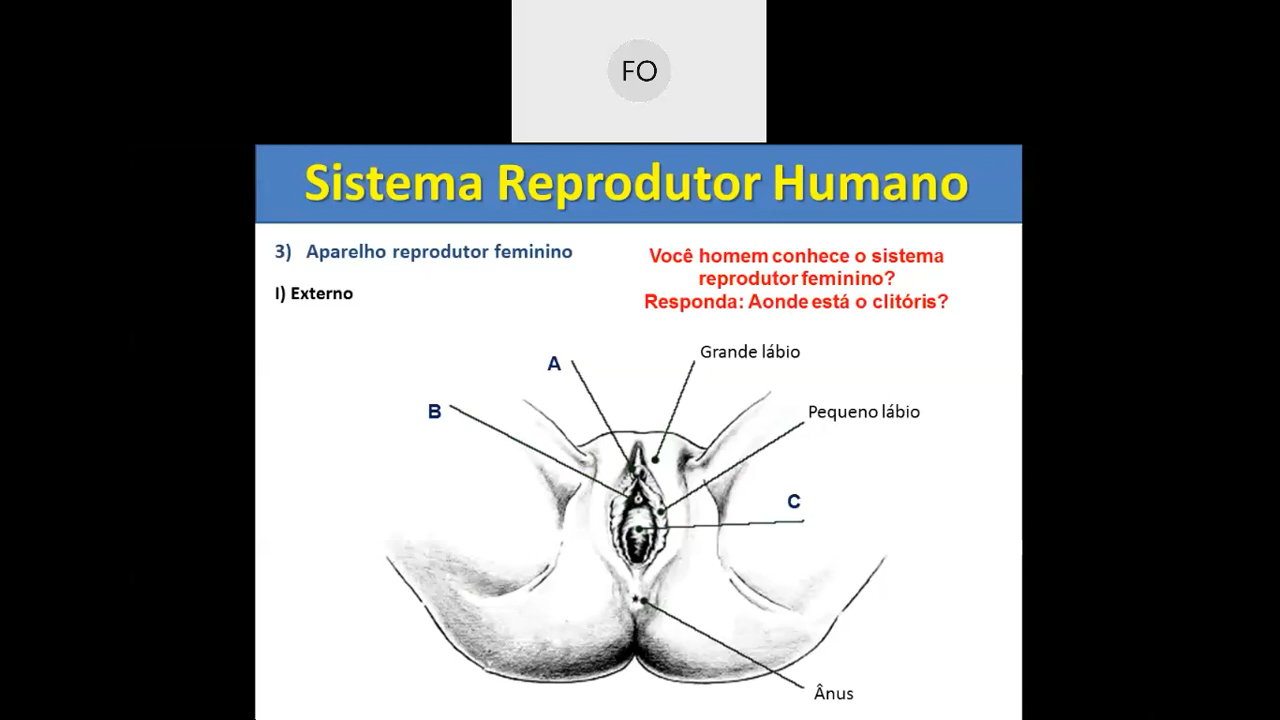 FO
Sistema Reprodutor Humano
3) Aparelho reprodutor feminino
Você homem conhece o sistema
reprodutor feminino?
Responda: Aonde está o clitóris?
I) Externo
A
Grande lábio
B
Pequeno lábio
C
Ânus